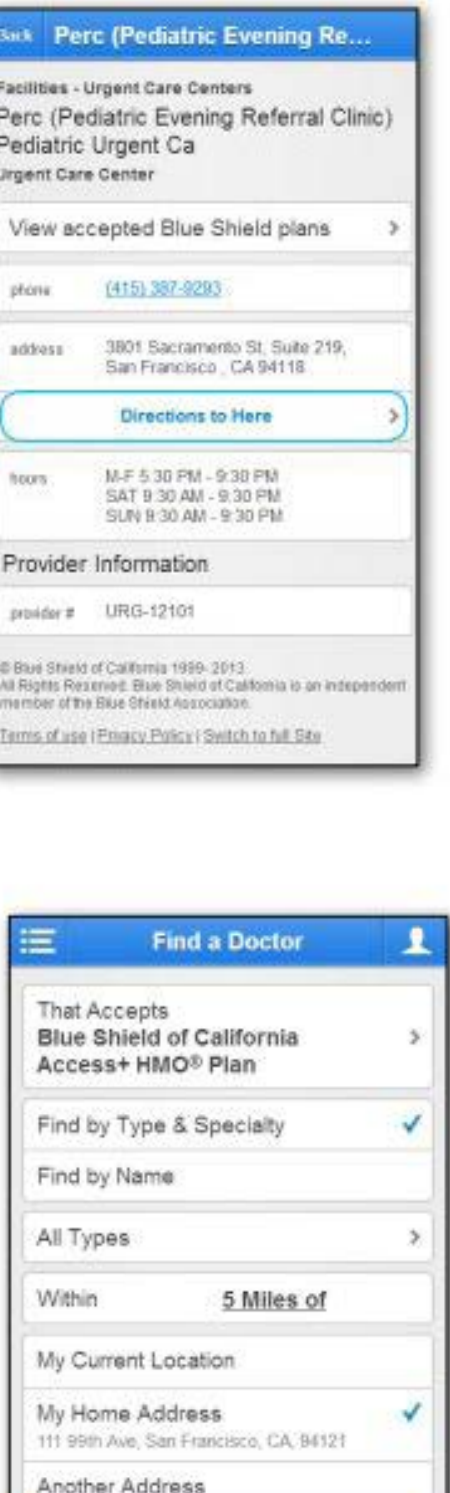 Back Perc (Pediatric Evening Re...
Facilities - Urgent Care Centers
Perc (Pediatric Evening Referral Clinic)
Pediatric Urgent Ca
Urgent Care Center
View accepted Blue Shield plans >
phone (415) 387-9293
address 3801 Sacramento St, Suite 219,
San Francisco , CA 94118
Directions to Here >
hours M-F 5:30 PM - 9:30 PM
SAT 9:30 AM - 9:30 PM
SUN 9:30 AM - 9:30 PM
Provider Information
provider # URG-12101
© Blue Shield of California 1999- 2013.
All Rights Reserved. Blue Shield of California is an independent
member of the Blue Shield Association.
Terms of use | Privacy Policy | Switch to full Site
Find a Doctor
That Accepts
Blue Shield of California >
Access+ HMO® Plan
Find by Type & Specialty ✓
Find by Name
All Types >
Within 5 Miles of
My Current Location
My Home Address ✓
111 99th Ave, San Francisco, CA, 94121
Another Address